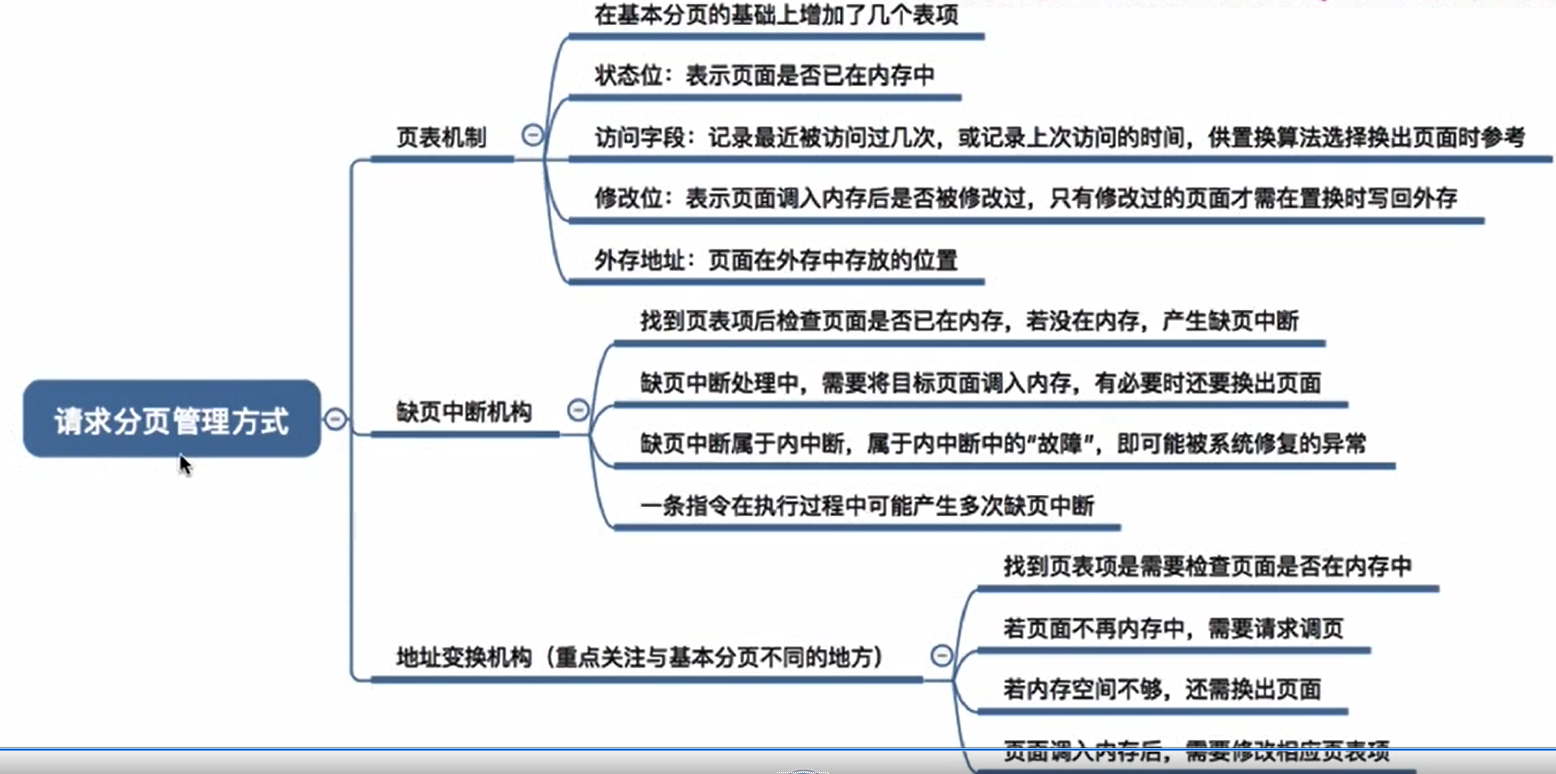 在基本分页的基础上增加了几个表项
状态位：表示页面是否已在内存中
页表机制
访问字段：记录最近被访问过几次，或记录上次访问的时间，供置换算法选择换出页面时参考
修改位：表示页面调入内存后是否被修改过，只有修改过的页面才需在置换时写回外存
外存地址：页面在外存中存放的位置
请求分页管理方式
找到页表项后检查页面是否已在内存，若没在内存，产生缺页中断
缺页中断处理中，需要将目标页面调入内存，有必要时还要换出页面
缺页中断机构
缺页中断属于内中断，属于内中断中的“故障”，即可能被系统修复的异常
一条指令在执行过程中可能产生多次缺页中断
找到页表项是需要检查页面是否在内存中
若页面不再内存中，需要请求调页
地址变换机构（重点关注与基本分页不同的地方）
若内存空间不够，还需换出页面
页面调入内存后，需要修改相应页表项